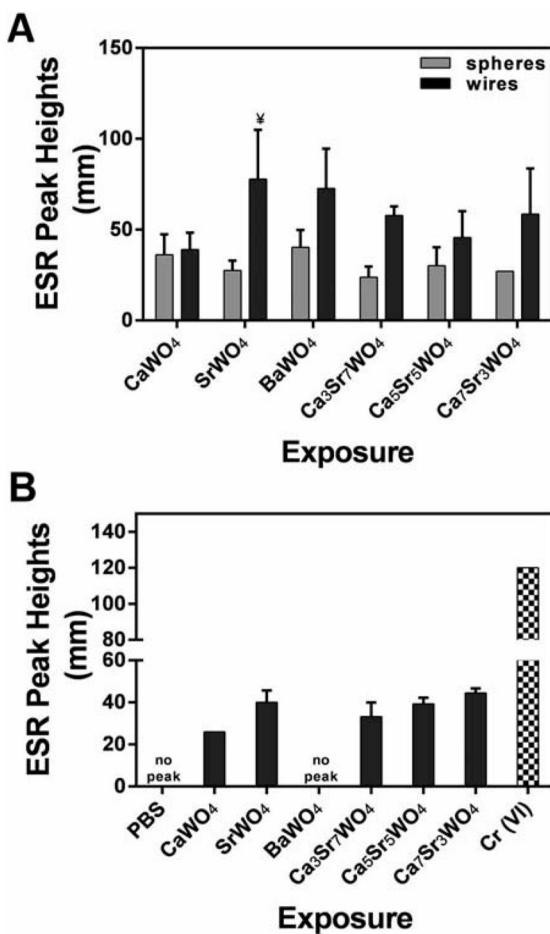 A
ESR Peak Heights
(mm)
150
100
50
0
spheres
wires
¥
CaWO₄
SrWO₄
BaWO₄
Ca₃Sr₇WO₄
Ca₅Sr₅WO₄
Ca₇Sr₃WO₄
Exposure
B
ESR Peak Heights
(mm)
140
120
100
80
60
40
20
0
no
peak
no
peak
PBS
CaWO₄
SrWO₄
BaWO₄
Ca₃Sr₇WO₄
Ca₅Sr₅WO₄
Ca₇Sr₃WO₄
Cr (VI)
Exposure